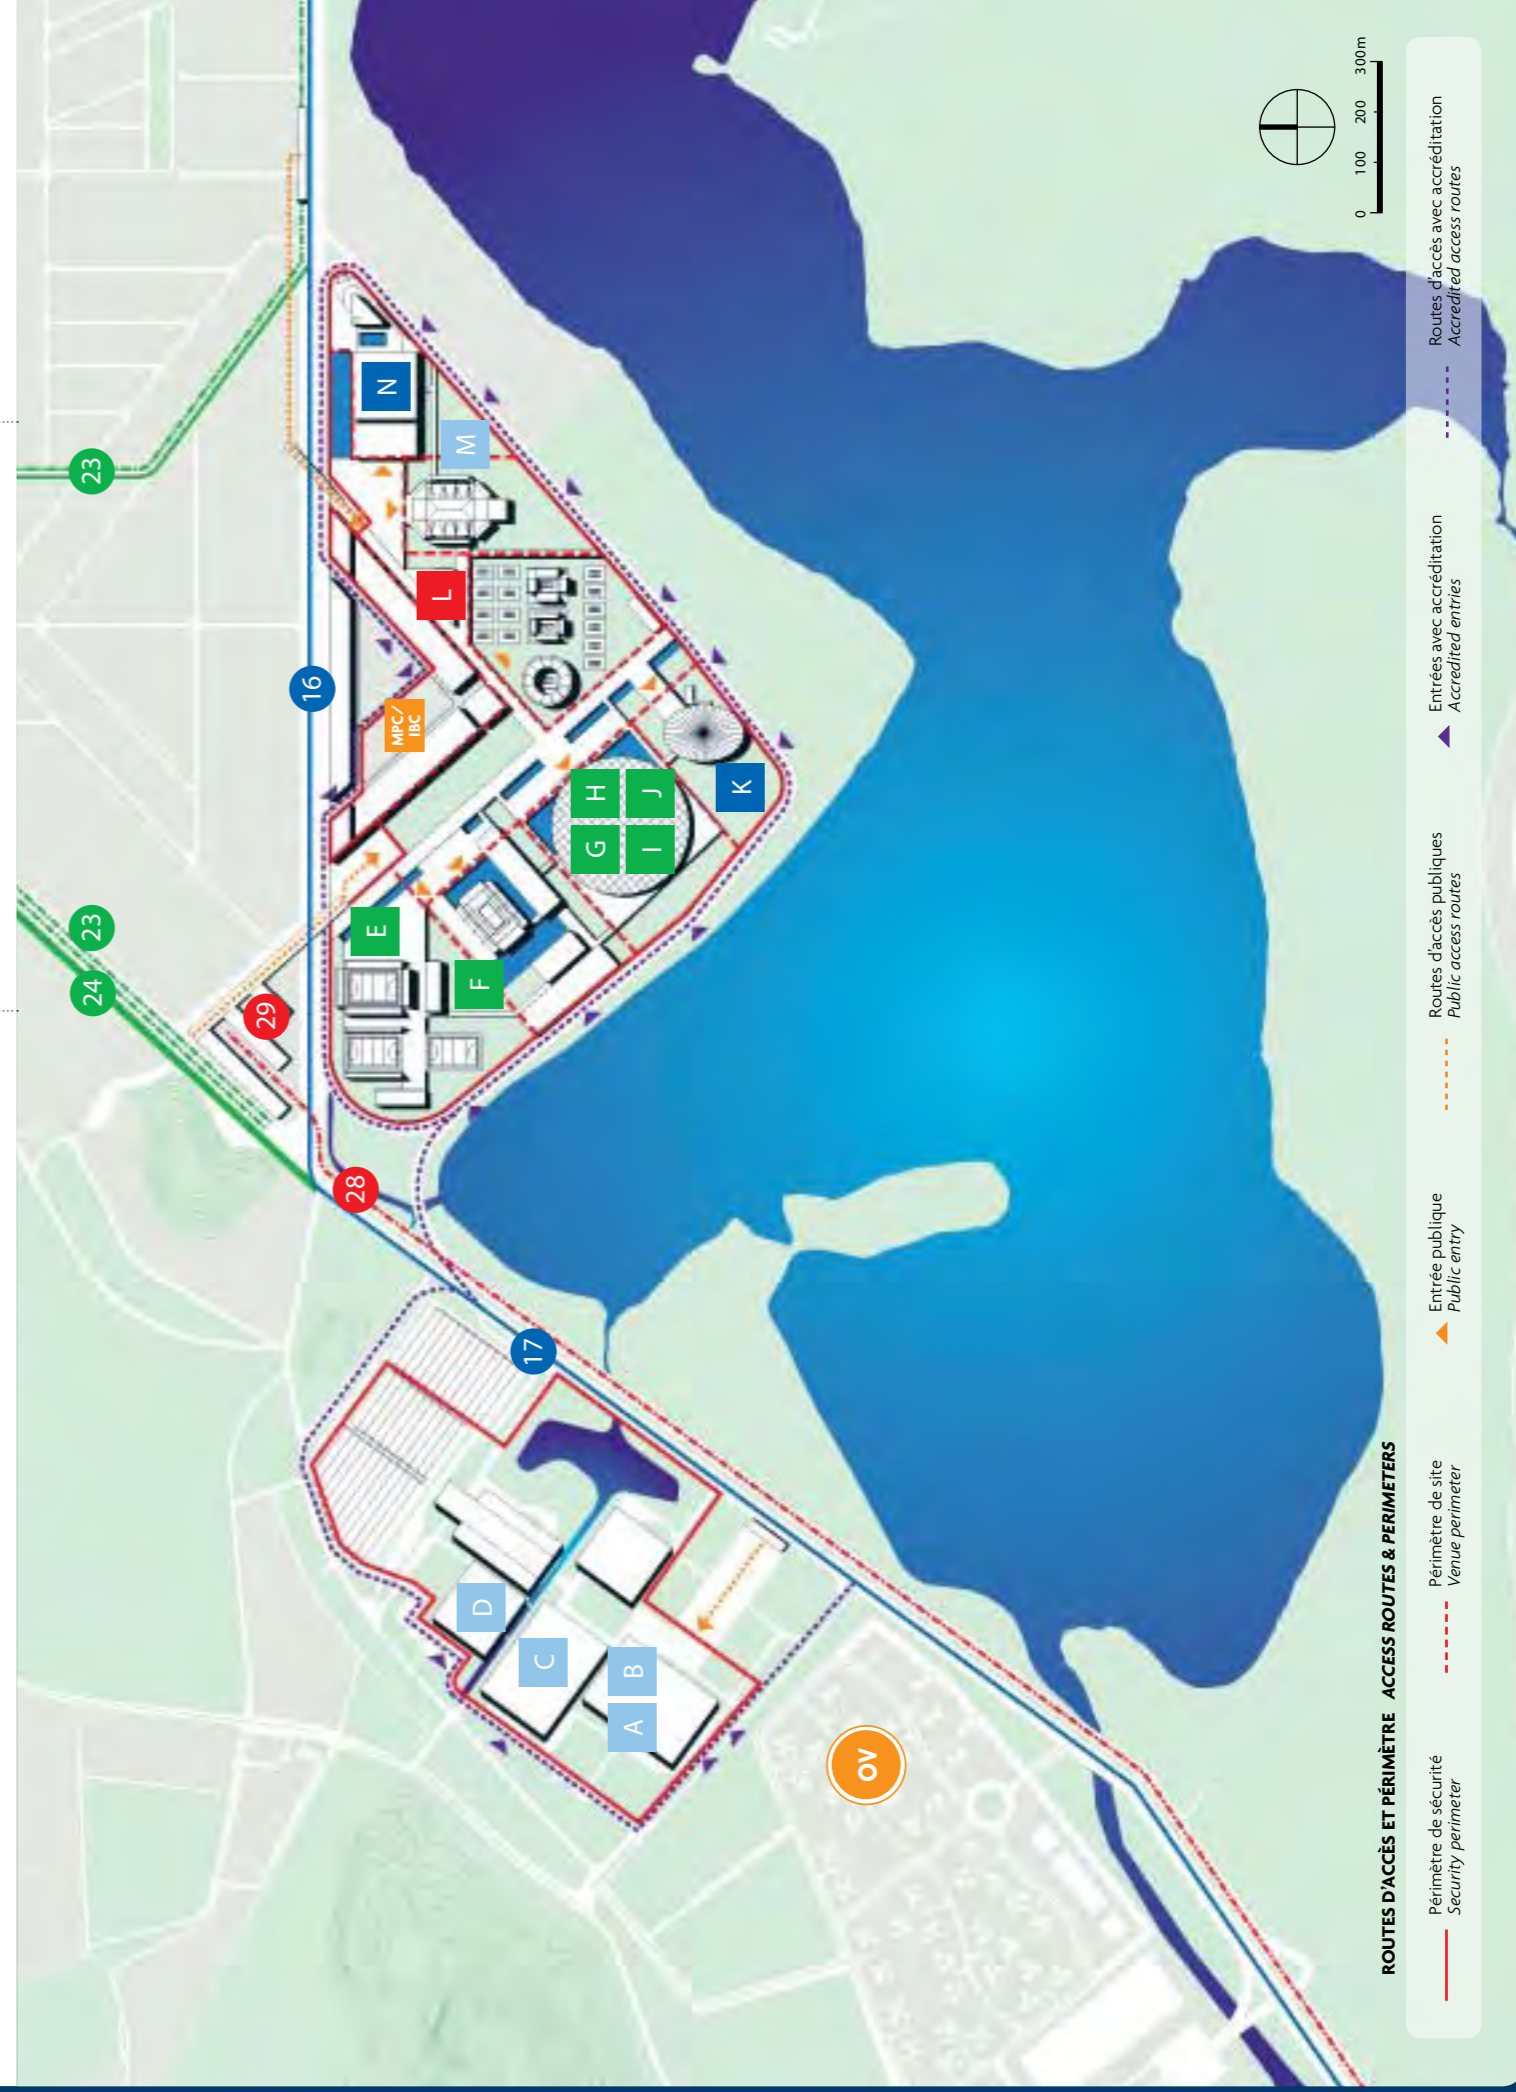 23
24
23
29
16
28
17
N
M
L
MPC/
IBC
E
F
G
H
I
J
K
D
C
B
A
OV
0 100 200 300m
ROUTES D'ACCÈS ET PÉRIMÈTRE ACCESS ROUTES & PERIMETERS
Périmètre de sécurité
Security perimeter
Périmètre de site
Venue perimeter
Entrée publique
Public entry
Routes d'accès publiques
Public access routes
Entrées avec accréditation
Accredited entries
Routes d'accès avec accréditation
Accredited access routes